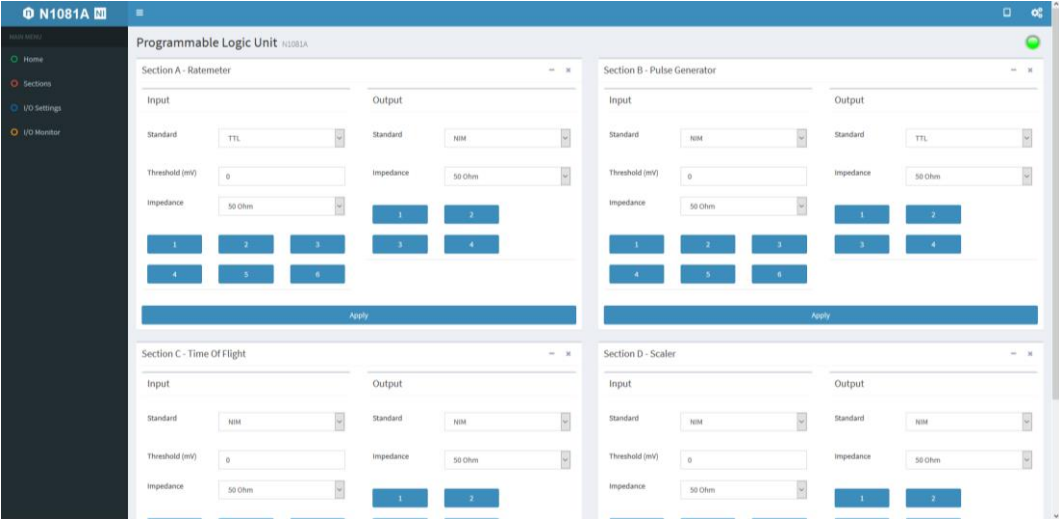 N1081A NI
MAIN MENU
Home
Sections
I/O Settings
I/O Monitor
Programmable Logic Unit N1081A
Section A - Ratemeter
Input
Output
Standard
TTL
Standard
NIM
Threshold (mV)
0
Impedance
50 Ohm
Impedance
50 Ohm
1 2
1 2 3
3 4
4 5 6
Apply
Section B - Pulse Generator
Input
Output
Standard
NIM
Standard
TTL
Threshold (mV)
0
Impedance
50 Ohm
Impedance
50 Ohm
1 2
1 2 3
3 4
4 5 6
Apply
Section C - Time Of Flight
Input
Output
Standard
NIM
Standard
NIM
Threshold (mV)
0
Impedance
50 Ohm
Impedance
50 Ohm
1 2
Section D - Scaler
Input
Output
Standard
NIM
Standard
NIM
Threshold (mV)
0
Impedance
50 Ohm
Impedance
50 Ohm
1 2